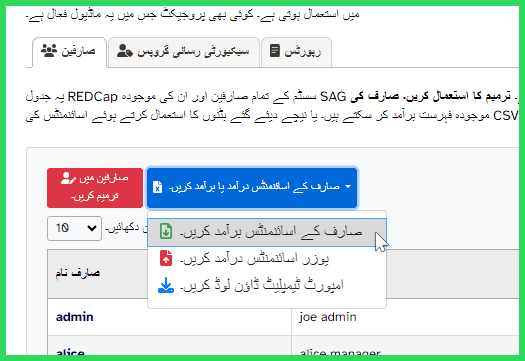 میں استعمال ہوتی ہے۔ کوئی بھی پروجیکٹ جس میں یہ ماڈیول فعال ہے۔
صارفین
سیکیورٹی رسائی گروپس
رپورٹس
یہ جدول REDCap سسٹم کے تمام صارفین اور ان کی موجودہ SAG ۔ ترمیم کا استعمال کریں۔ صارف کی
موجودہ فہرست برآمد کر سکتے ہیں۔ یا نیچے دیئے گئے بٹنوں کا استعمال کرتے ہوئے اسائنمنٹس کی CSV
صارفین میں ترمیم کریں۔
صارف کے اسائنمنٹس درآمد یا برآمد کریں۔
10
دکھائیں۔
صارف کے اسائنمنٹس برآمد کریں۔
یوزر اسائنمنٹس درآمد کریں۔
امپورٹ ٹیمپلیٹ ڈاؤن لوڈ کریں۔
صارف نام
admin joe admin
alice alice manager